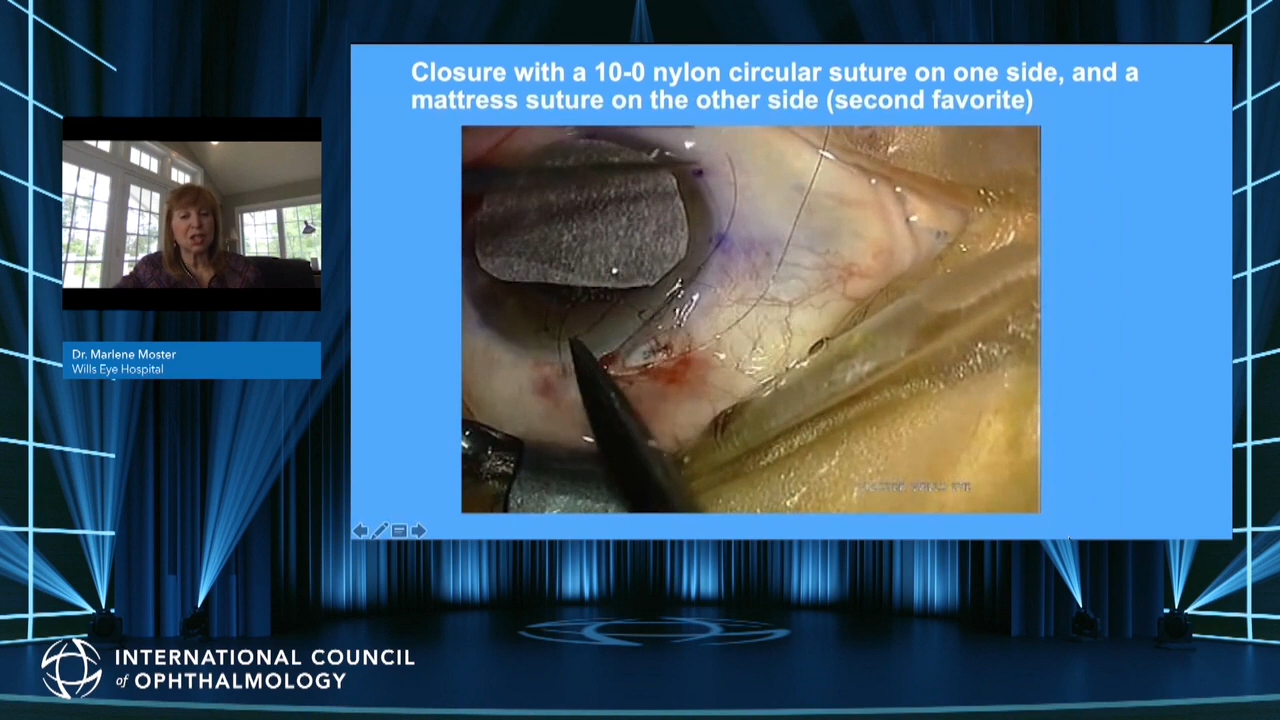 Closure with a 10-0 nylon circular suture on one side, and a
mattress suture on the other side (second favorite)
Dr. Marlene Moster
Wills Eye Hospital
INTERNATIONAL COUNCIL
of OPHTHALMOLOGY